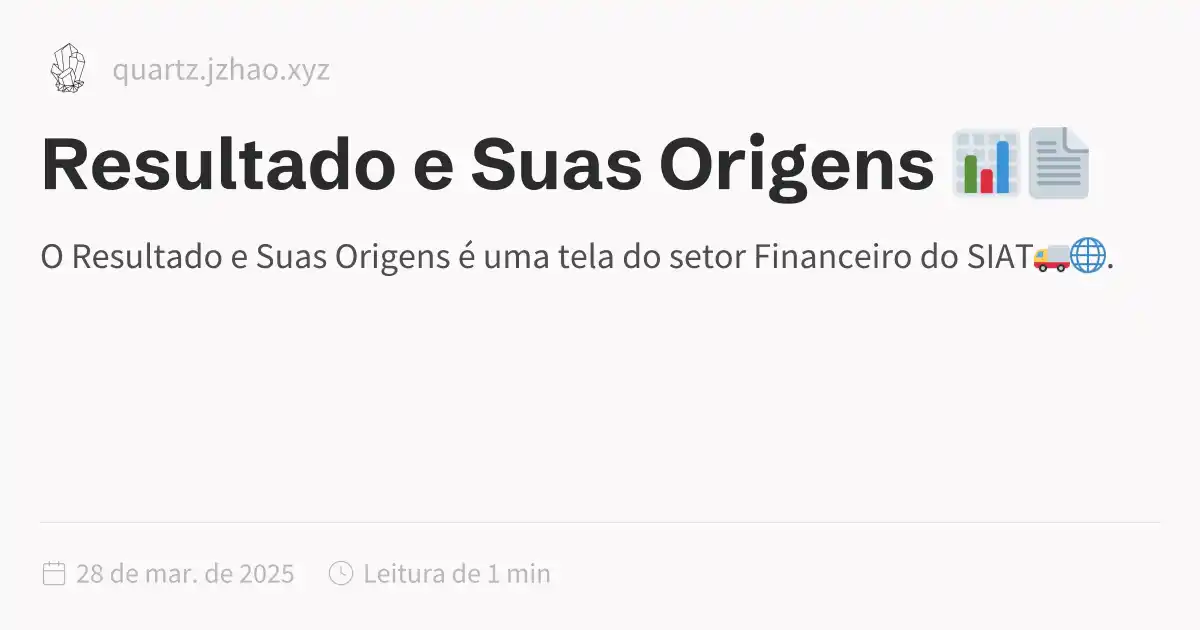 quartz.jzhao.xyz
Resultado e Suas Origens 📊📄
O Resultado e Suas Origens é uma tela do setor Financeiro do SIAT🚚🌐.
28 de mar. de 2025
Leitura de 1 min